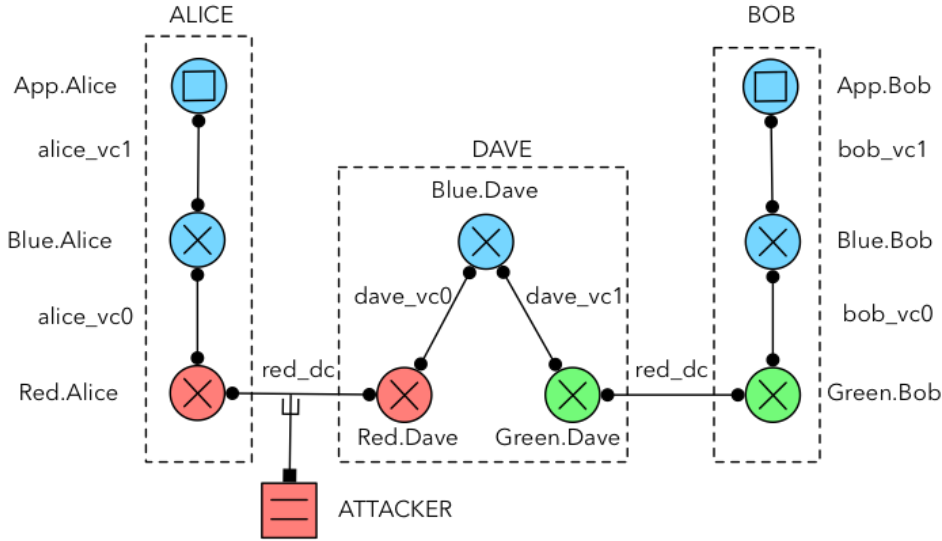 ALICE
BOB
App.Alice
App.Bob
alice_vc1
DAVE
bob_vc1
Blue.Dave
Blue.Alice
Blue.Bob
dave_vc0
dave_vc1
alice_vc0
bob_vc0
red_dc
red_dc
Red.Alice
Green.Bob
Red.Dave
Green.Dave
ATTACKER